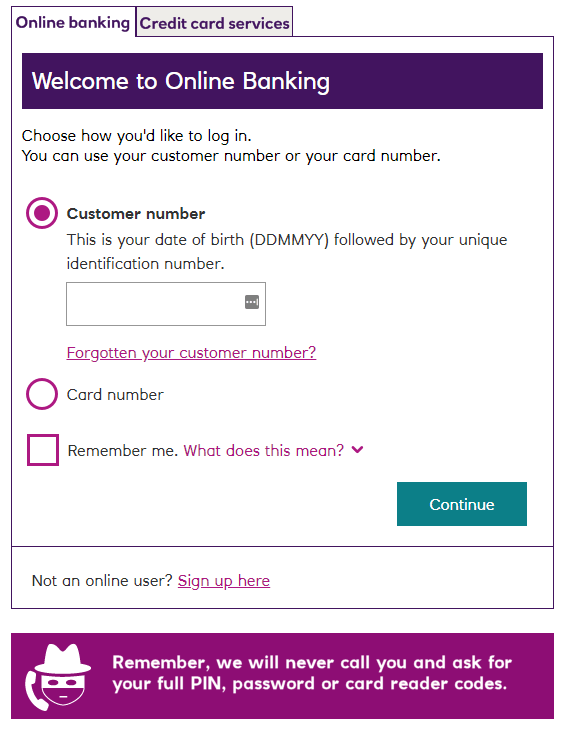 Online banking
Credit card services
Welcome to Online Banking
Choose how you'd like to log in.
You can use your customer number or your card number.
Customer number
This is your date of birth (DDMMYY) followed by your unique
identification number.
Forgotten your customer number?
Card number
Remember me. What does this mean?
Continue
Not an online user? Sign up here
Remember, we will never call you and ask for
your full PIN, password or card reader codes.